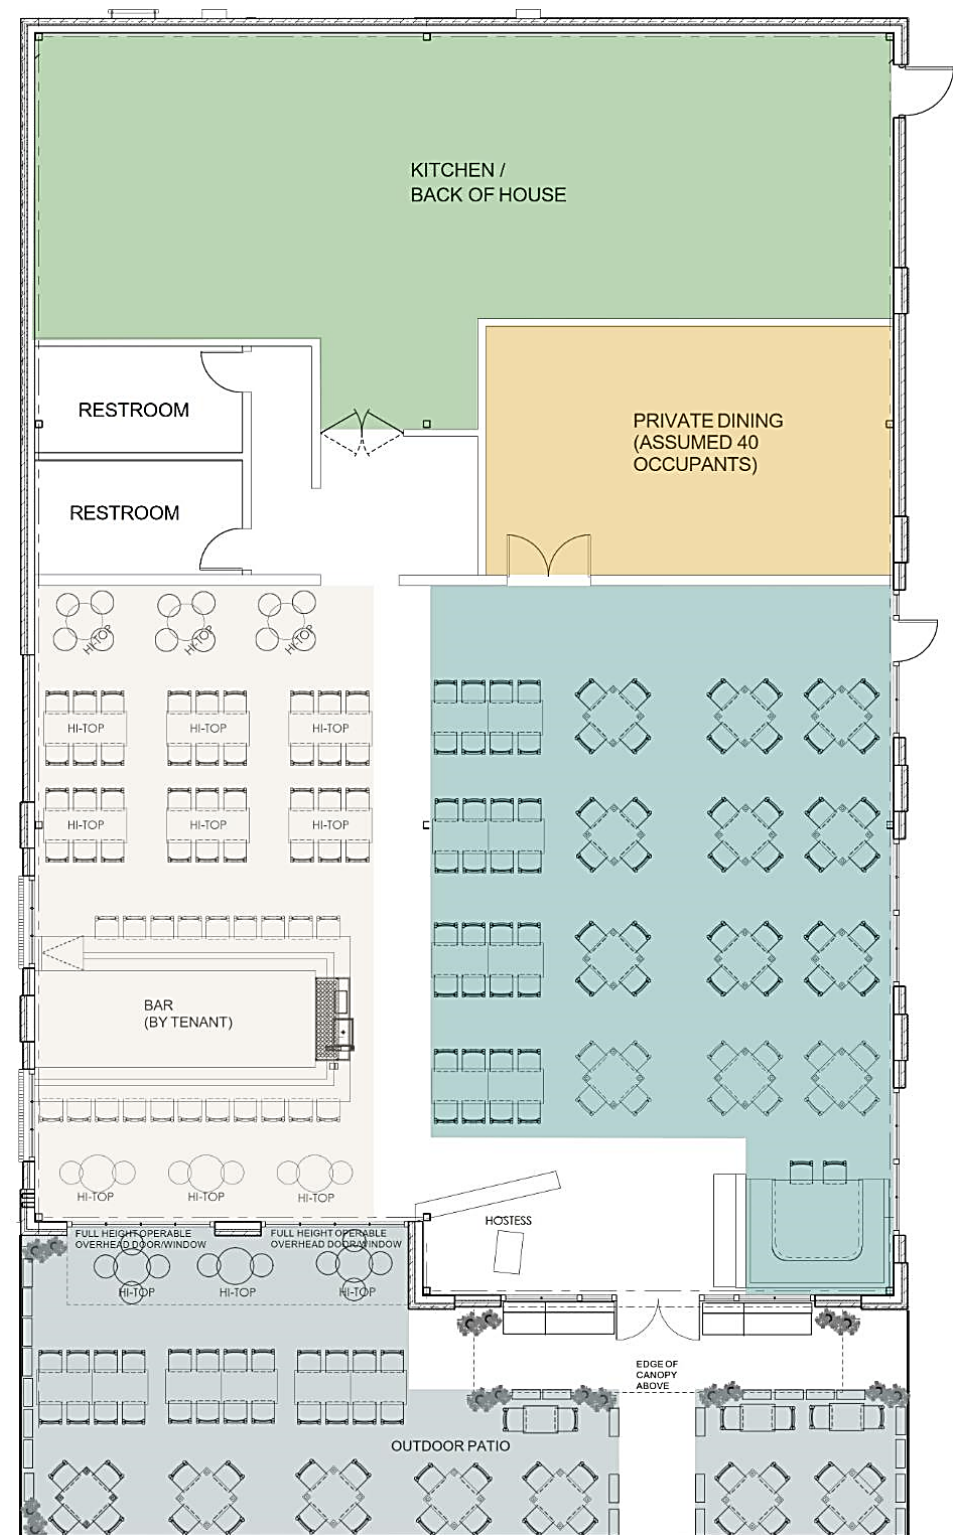 KITCHEN /
BACK OF HOUSE
RESTROOM
PRIVATE DINING
(ASSUMED 40
OCCUPANTS)
RESTROOM
HI-TOP
HI-TOP
HI-TOP
HI-TOP
HI-TOP
HI-TOP
HI-TOP
HI-TOP
HI-TOP
BAR
(BY TENANT)
HI-TOP
HI-TOP
HI-TOP
HOSTESS
FULL HEIGHT OPERABLE
OVERHEAD DOOR/WINDOW
FULL HEIGHT OPERABLE
OVERHEAD DOOR/WINDOW
HI-TOP
HI-TOP
HI-TOP
EDGE OF
CANOPY
ABOVE
OUTDOOR PATIO